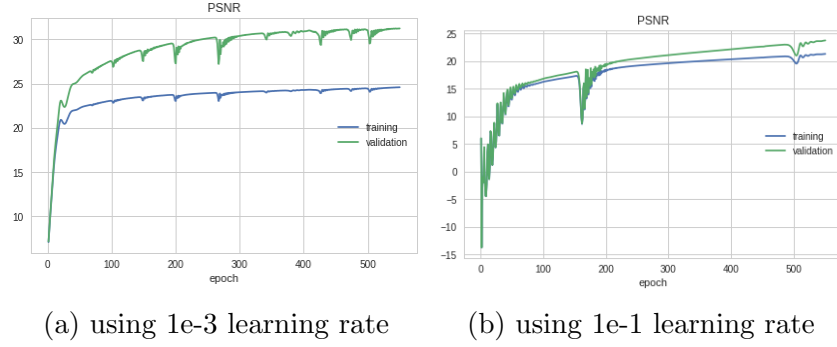 PSNR
30
25
20
15
10
training
validation
0 100 200 300 400 500
epoch
(a) using 1e-3 learning rate
PSNR
25
20
15
10
5
0
−5
−10
−15
training
validation
0 100 200 300 400 500
epoch
(b) using 1e-1 learning rate